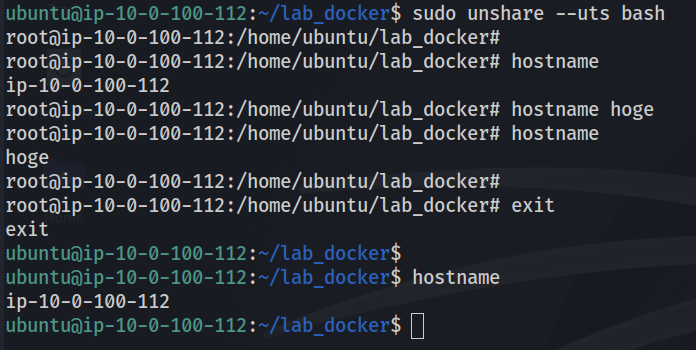 ubuntu@ip-10-0-100-112:~/lab_docker$ sudo unshare --uts bash
root@ip-10-0-100-112:/home/ubuntu/lab_docker#
root@ip-10-0-100-112:/home/ubuntu/lab_docker# hostname
ip-10-0-100-112
root@ip-10-0-100-112:/home/ubuntu/lab_docker# hostname hoge
root@ip-10-0-100-112:/home/ubuntu/lab_docker# hostname
hoge
root@ip-10-0-100-112:/home/ubuntu/lab_docker#
root@ip-10-0-100-112:/home/ubuntu/lab_docker# exit
exit
ubuntu@ip-10-0-100-112:~/lab_docker$
ubuntu@ip-10-0-100-112:~/lab_docker$ hostname
ip-10-0-100-112
ubuntu@ip-10-0-100-112:~/lab_docker$